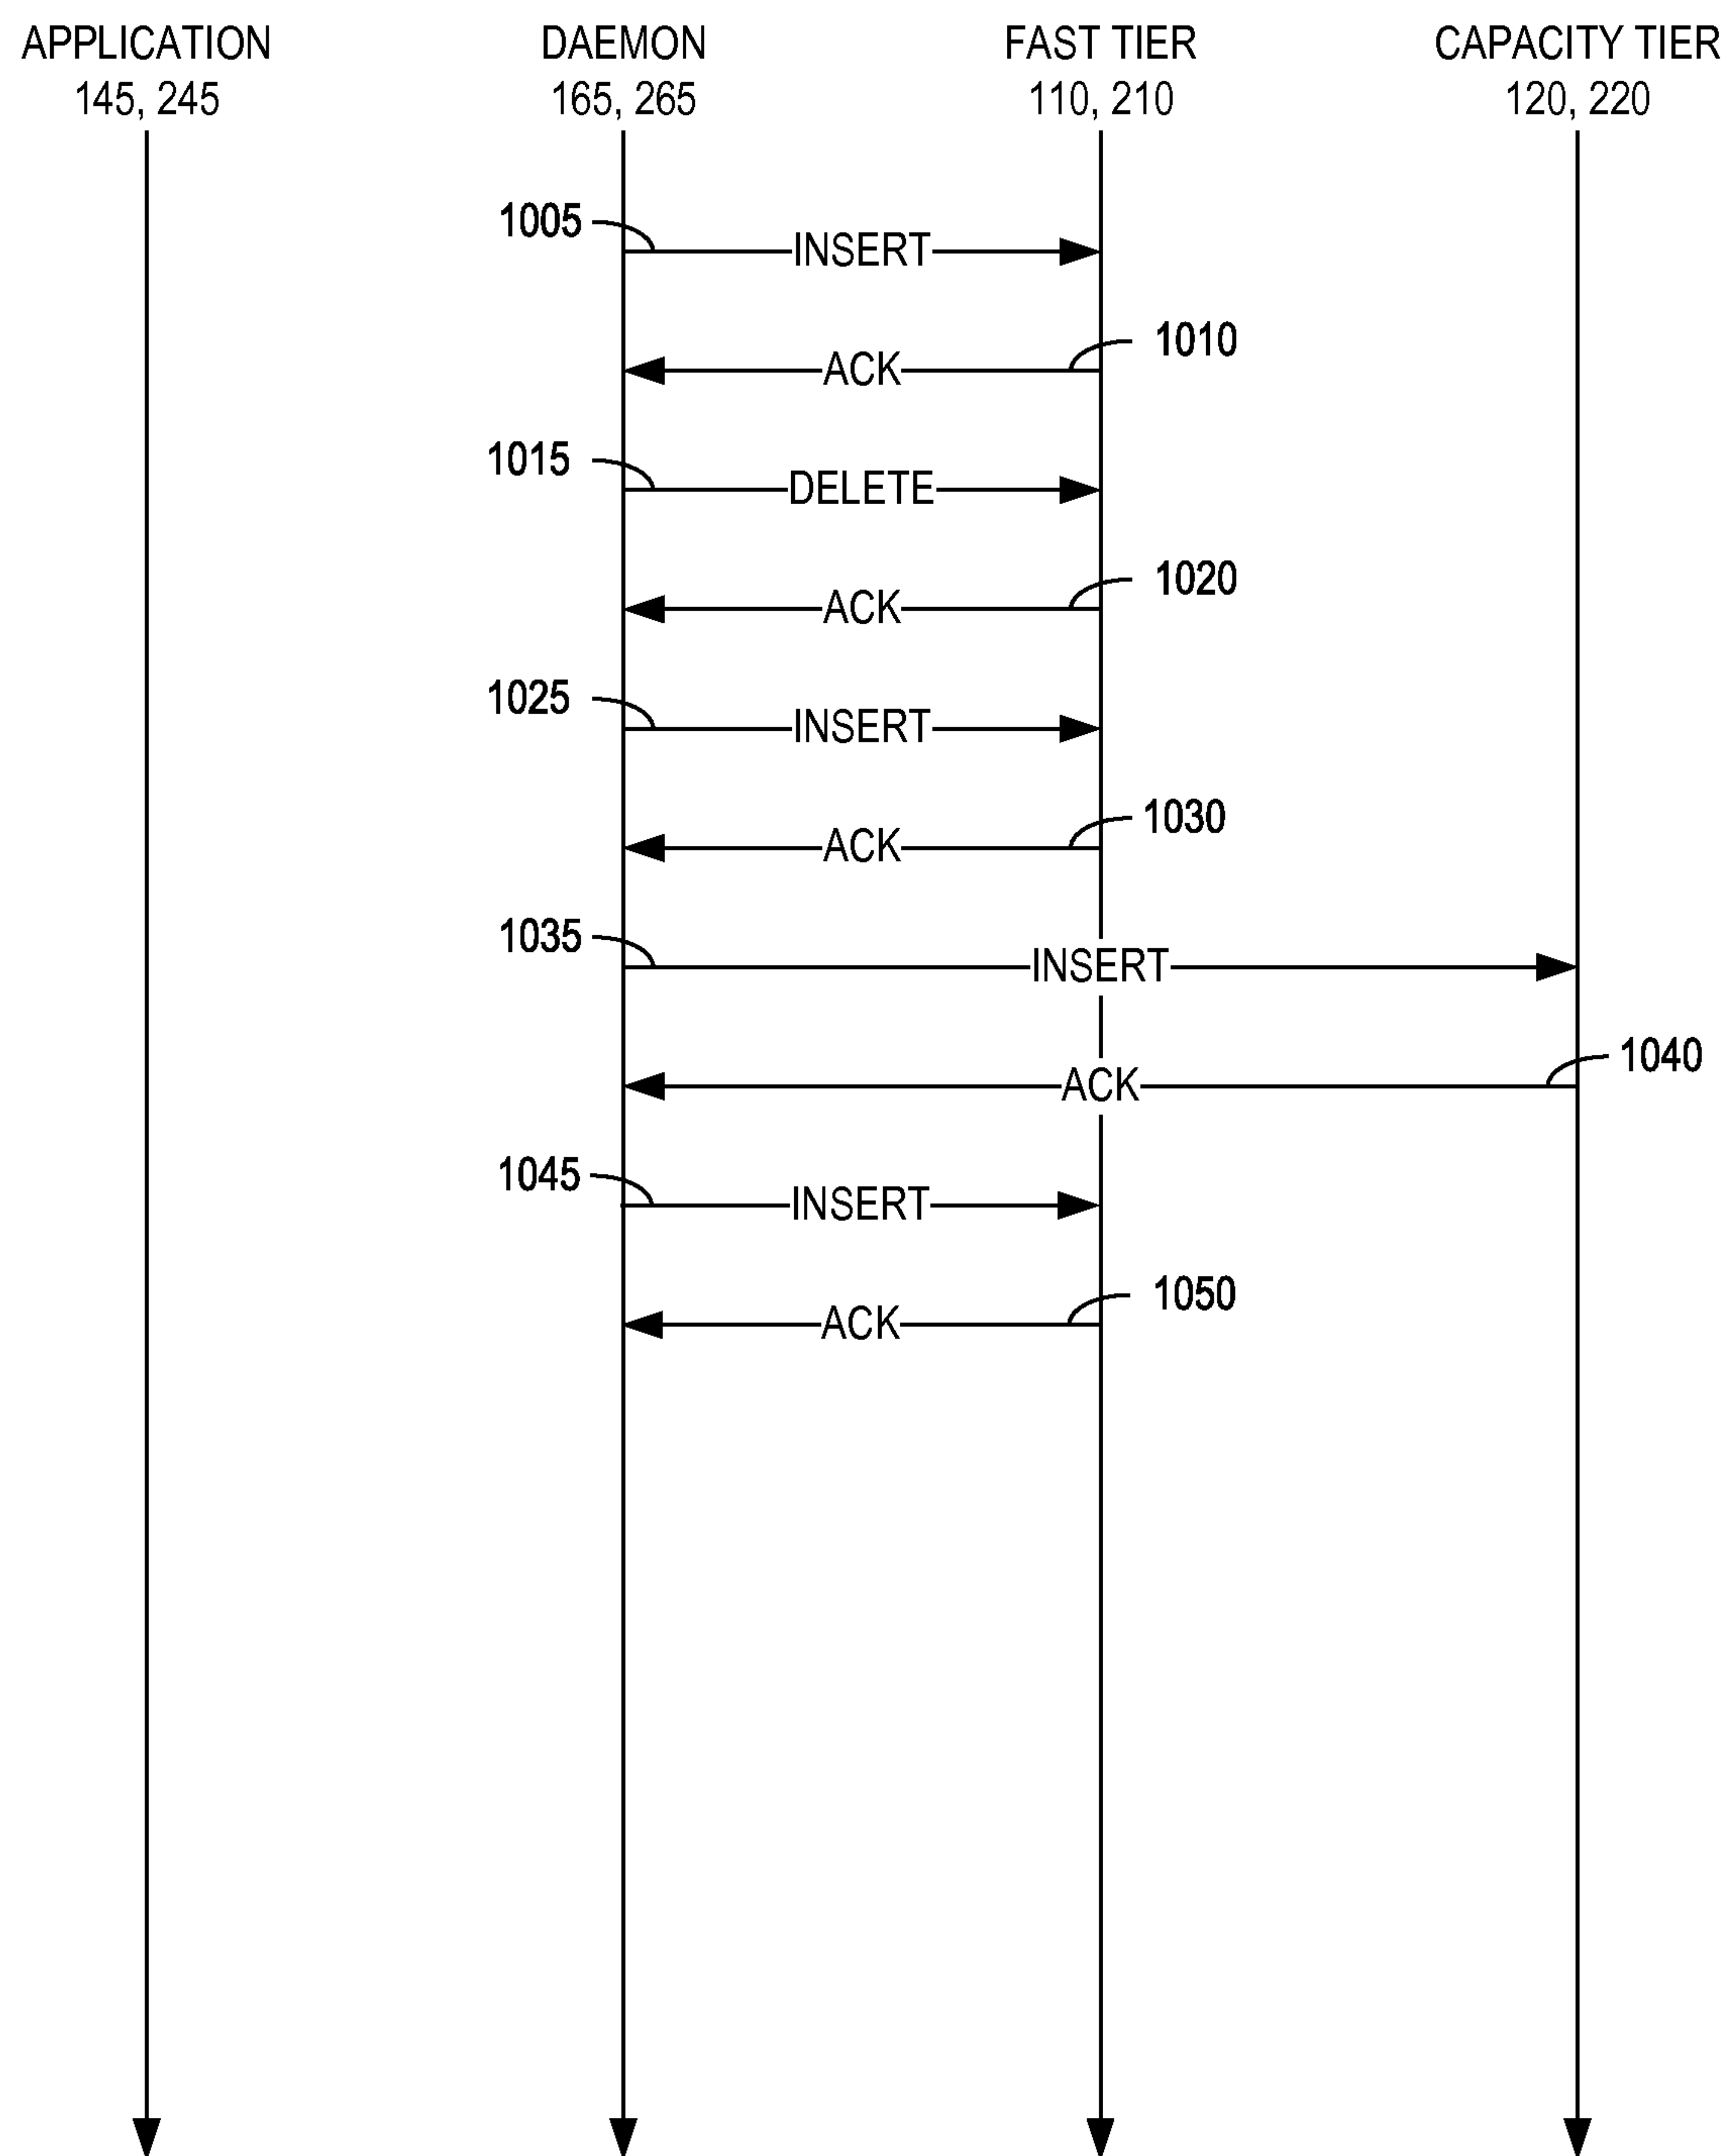 APPLICATION
145, 245
DAEMON
165, 265
FAST TIER
110, 210
CAPACITY TIER
120, 220
1005
INSERT
1010
ACK
1015
DELETE
1020
ACK
1025
INSERT
1030
ACK
1035
INSERT
1040
ACK
1045
INSERT
1050
ACK